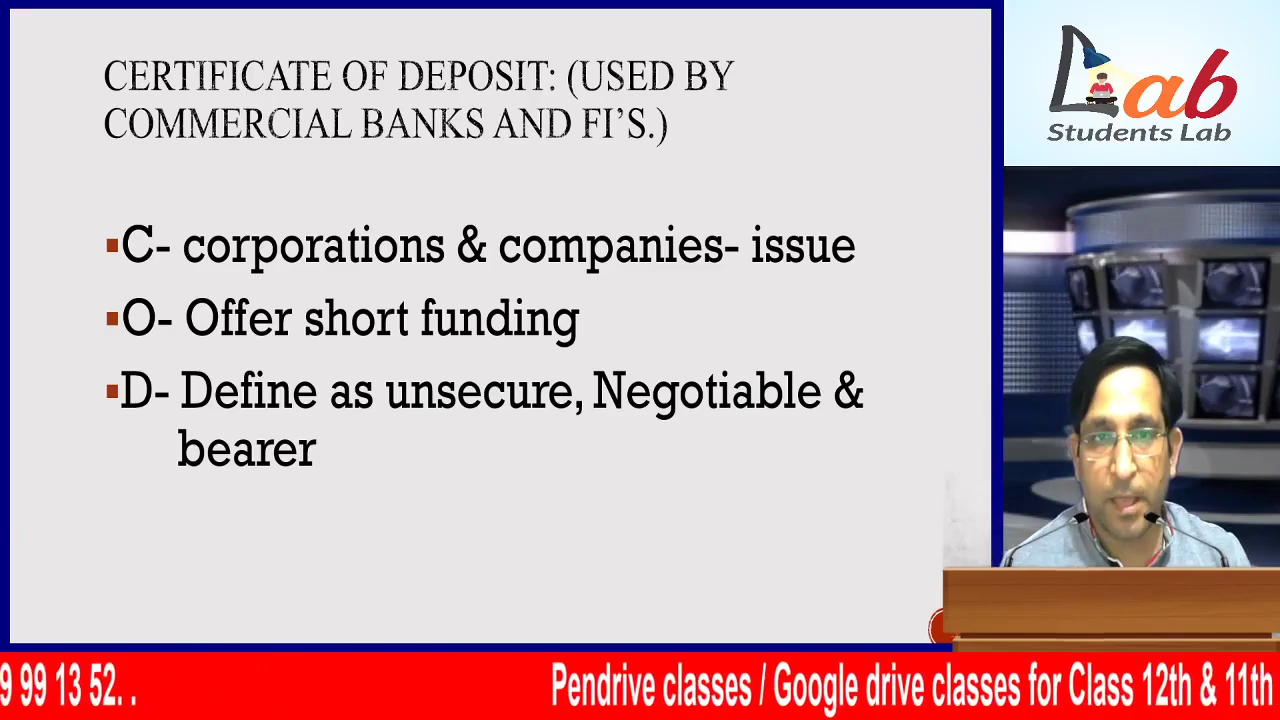 CERTIFICATE OF DEPOSIT: (USED BY
COMMERCIAL BANKS AND FI'S.)
▪C- corporations & companies- issue
▪O- Offer short funding
▪D- Define as unsecure, Negotiable &
bearer
Lab
Students Lab
9 99 13 52. .
Pendrive classes / Google drive classes for Class 12th & 11th